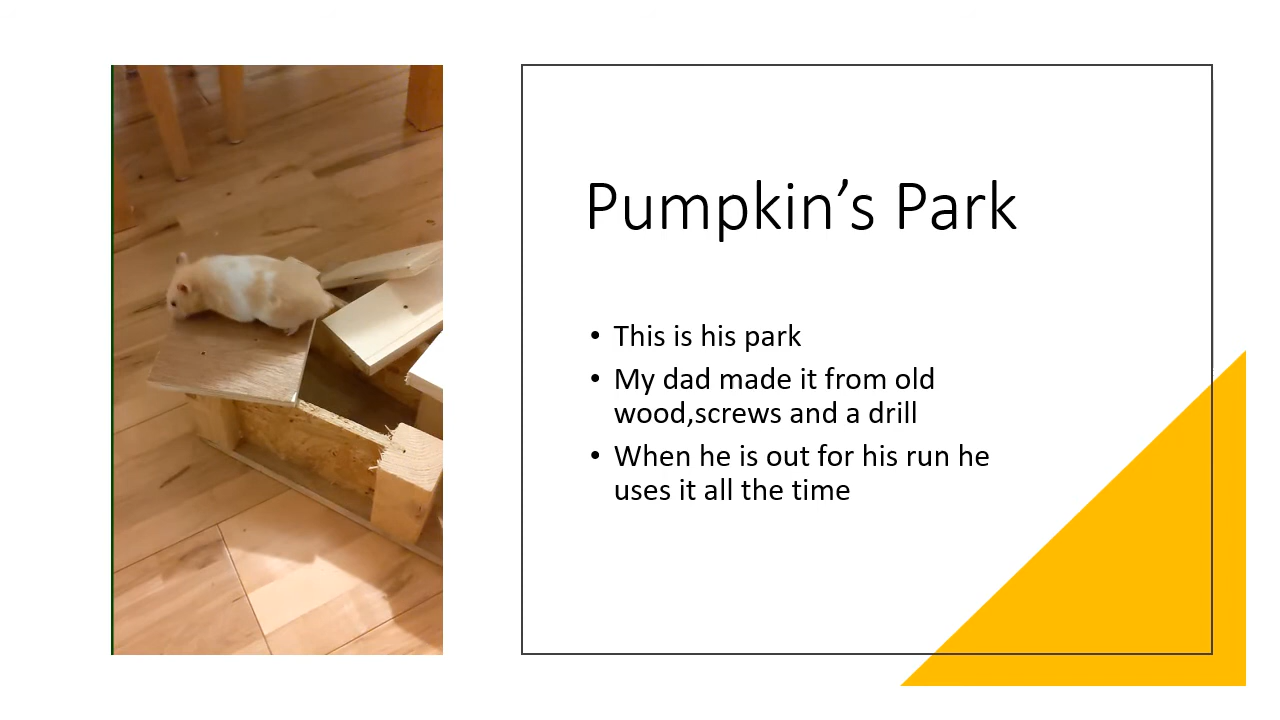 Pumpkin’s Park
• This is his park
• My dad made it from old
wood,screws and a drill
• When he is out for his run he
uses it all the time